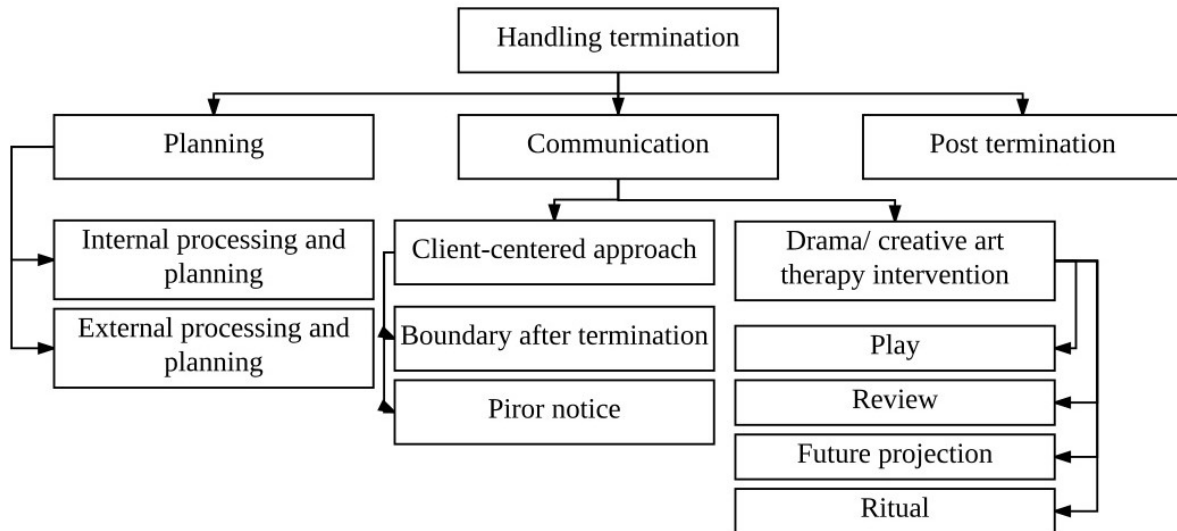 Handling termination
Planning
Communication
Post termination
Internal processing and
planning
External processing and
planning
Client-centered approach
Boundary after termination
Piror notice
Drama/ creative art
therapy intervention
Play
Review
Future projection
Ritual